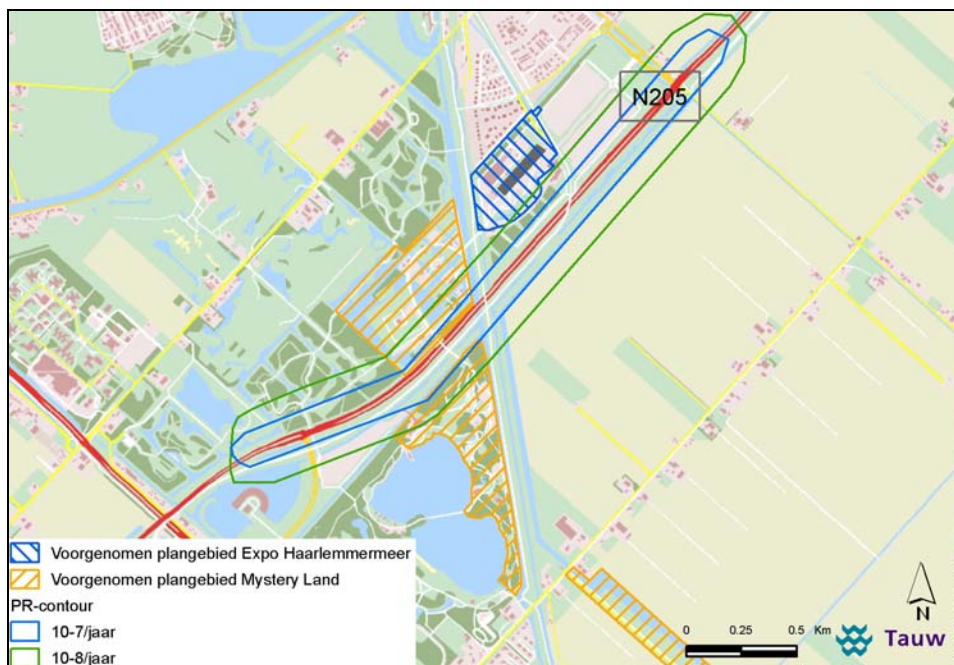 N205
Voorgenomen plangebied Expo Haarlemmermeer
Voorgenomen plangebied Mystery Land
PR-contour
10-7/jaar
10-8/jaar
N
0 0.25 0.5 Km
Tauw